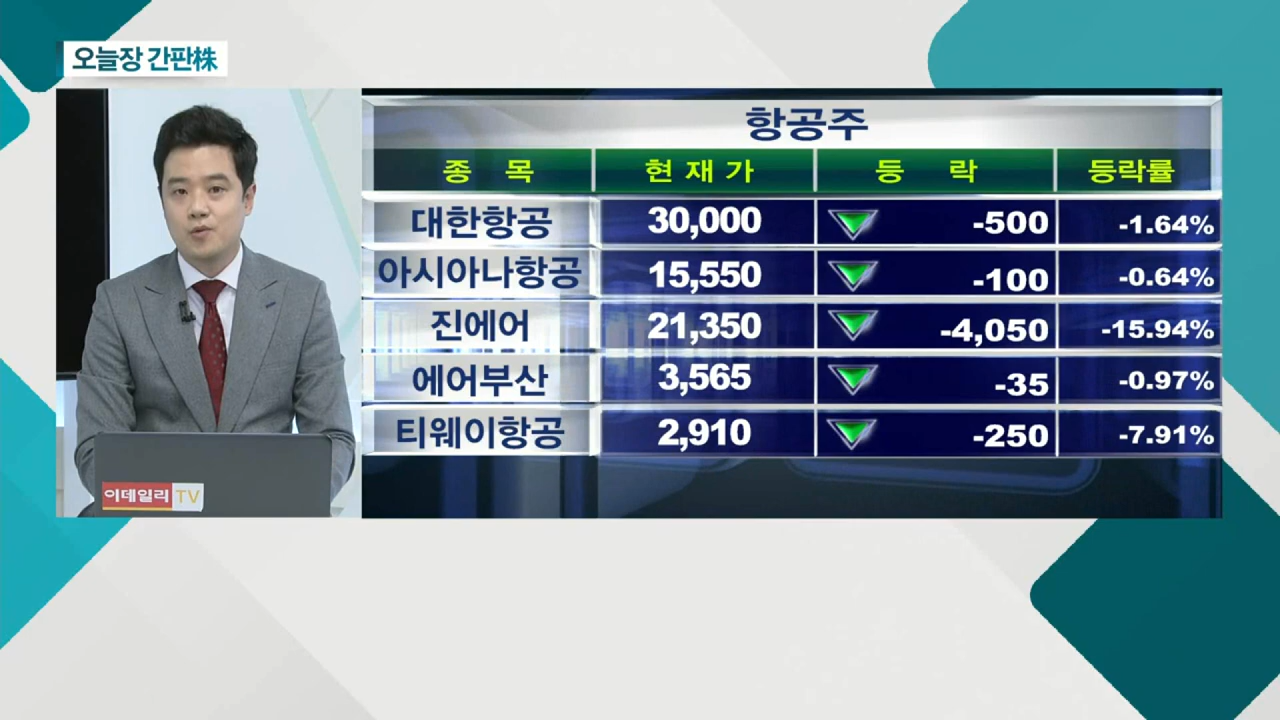 오늘장 간판株
항공주
종 목 현 재 가 등 락 등락률
대한항공 30,000 -500 -1.64%
아시아나항공 15,550 -100 -0.64%
진에어 21,350 -4,050 -15.94%
에어부산 3,565 -35 -0.97%
티웨이항공 2,910 -250 -7.91%
이데일리 TV